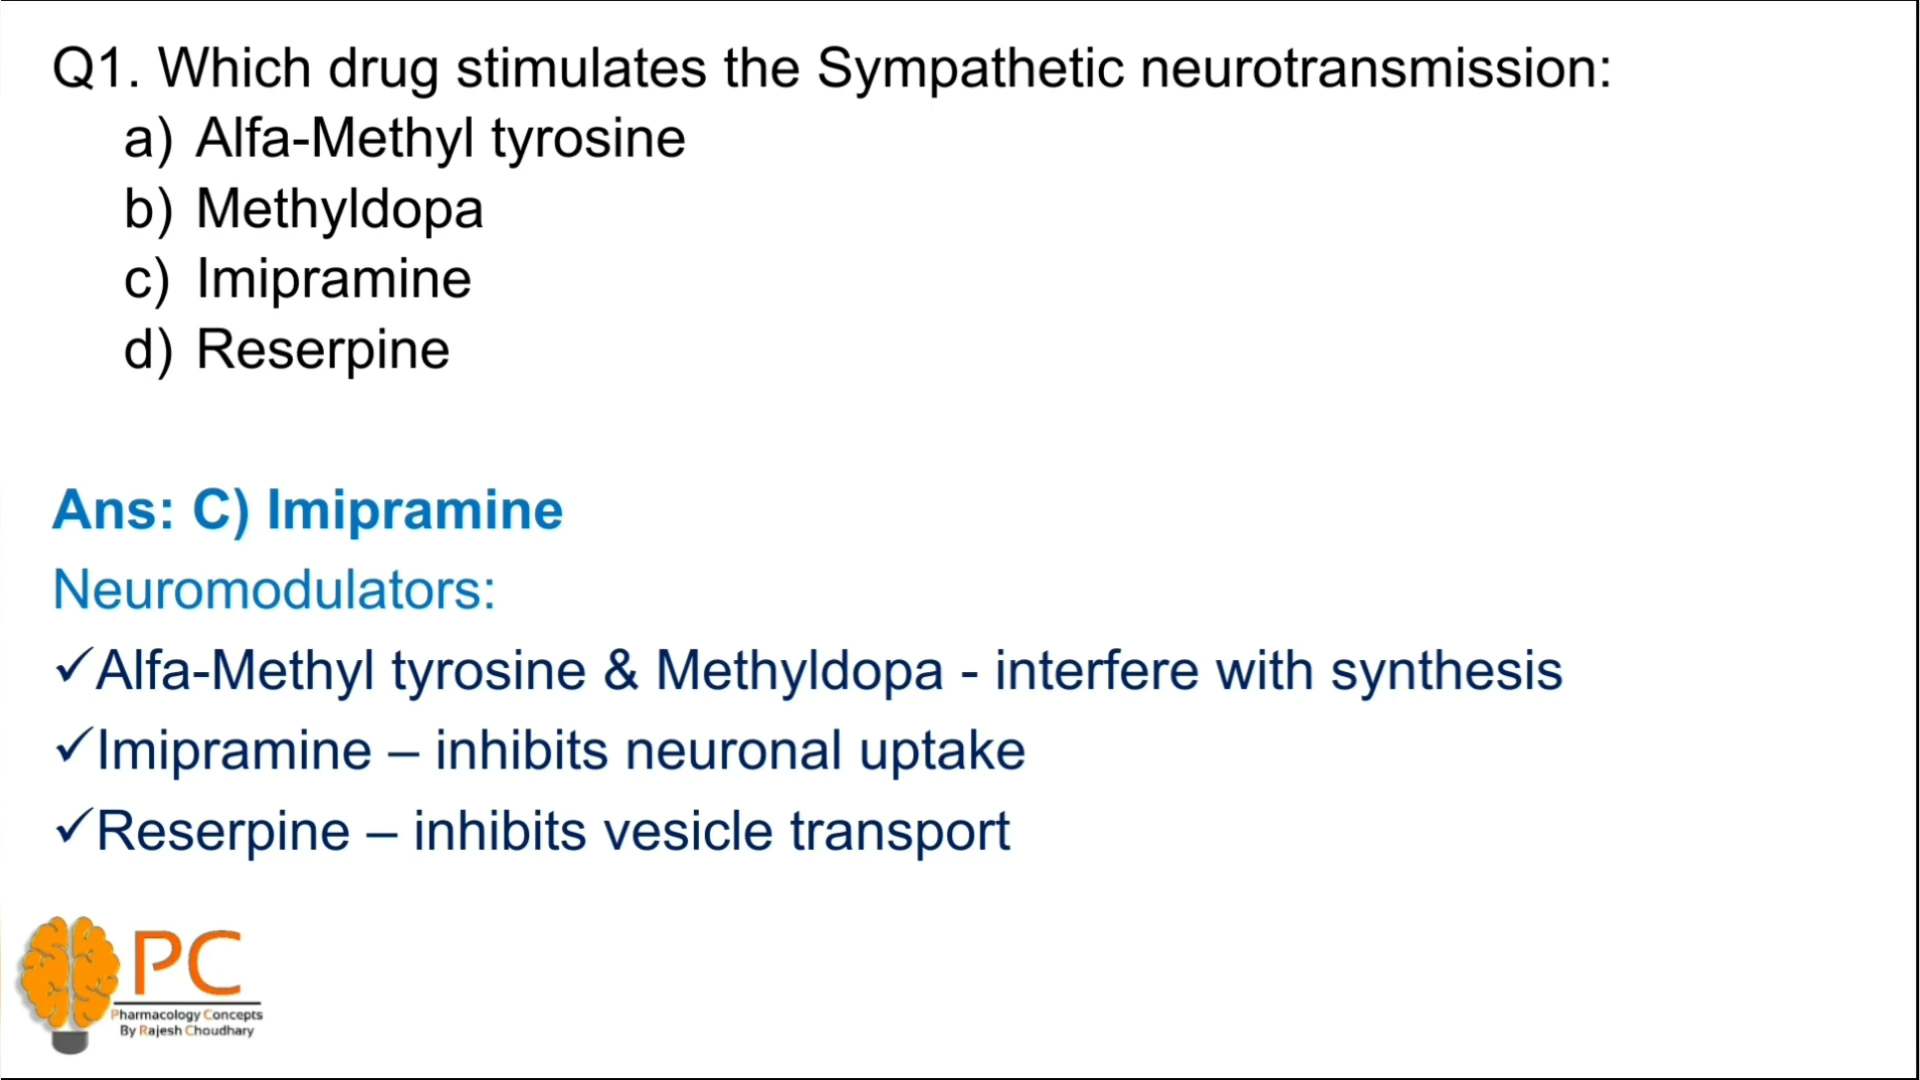 Q1. Which drug stimulates the Sympathetic neurotransmission:
a) Alfa-Methyl tyrosine
b) Methyldopa
c) Imipramine
d) Reserpine
Ans: C) Imipramine
Neuromodulators:
✓Alfa-Methyl tyrosine & Methyldopa - interfere with synthesis
✓Imipramine – inhibits neuronal uptake
✓Reserpine – inhibits vesicle transport
PC
Pharmacology Concepts
By Rajesh Choudhary